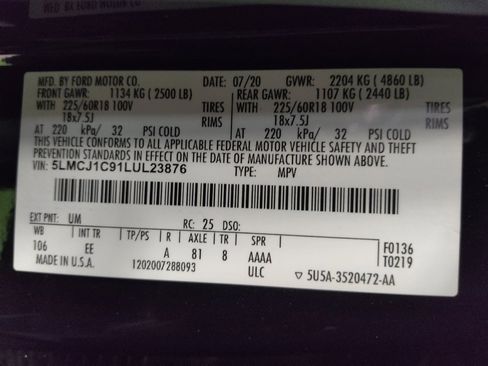 MFD. BY FORD MOTOR CO. DATE: 07/20 GVWR: 2204 KG ( 4860 LB)
FRONT GAWR: 1134 KG ( 2500 LB) REAR GAWR: 1107 KG ( 2440 LB)
WITH 225/60R18 100V TIRES WITH 225/60R18 100V TIRES
18x7.5J RIMS 18x7.5J RIMS
AT 220 kPa/ 32 PSI COLD AT 220 kPa/ 32 PSI COLD
THIS VEHICLE CONFORMS TO ALL APPLICABLE FEDERAL MOTOR VEHICLE SAFETY AND THEFT
PREVENTION STANDARDS IN EFFECT ON THE DATE OF MANUFACTURE SHOWN ABOVE.
VIN: 5LMCJ1C91LUL23876 TYPE: MPV
EXT PNT: UM RC: 25 DSO:
WB INT TR TP/PS R AXLE TR SPR
106 EE A 81 8 AAAA
F0136
T0219
MADE IN U.S.A. 1202007288093 ULC ▽ 5U5A-3520472-AA